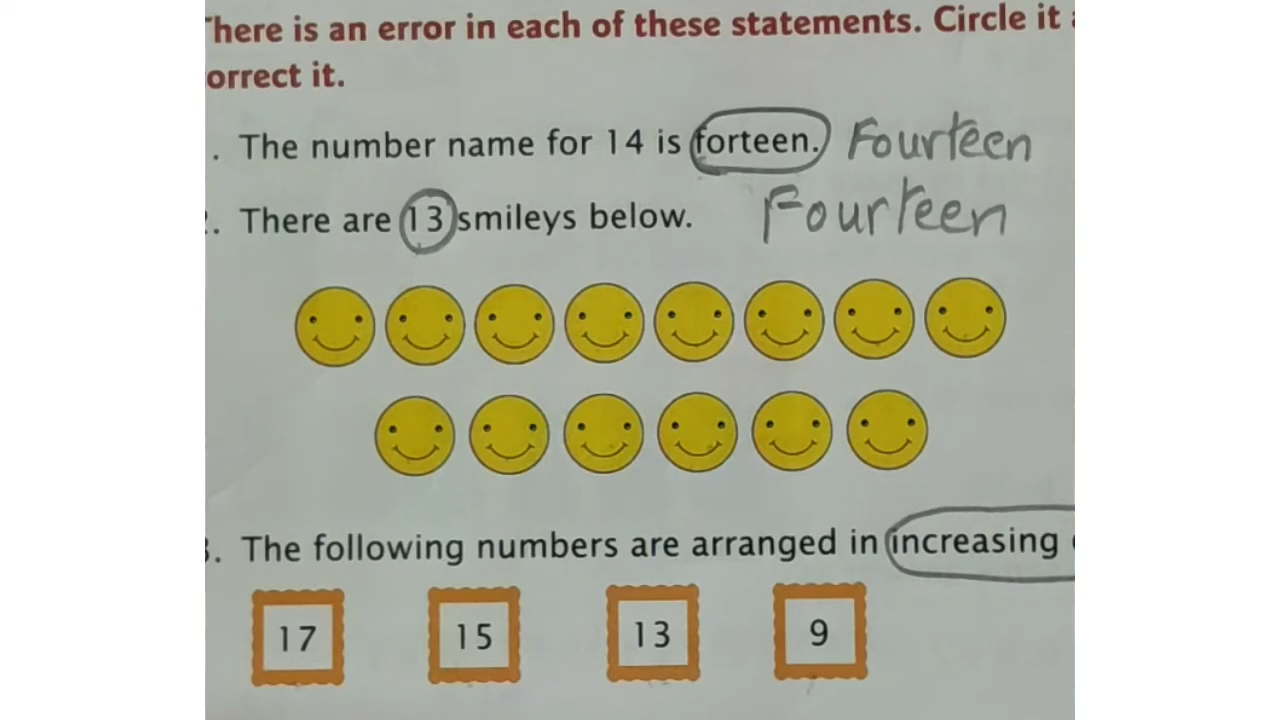 here is an error in each of these statements. Circle it
orrect it.
. The number name for 14 is forteen. Fourteen
. There are 13 smileys below. Fourteen
. The following numbers are arranged in increasing
17 15 13 9